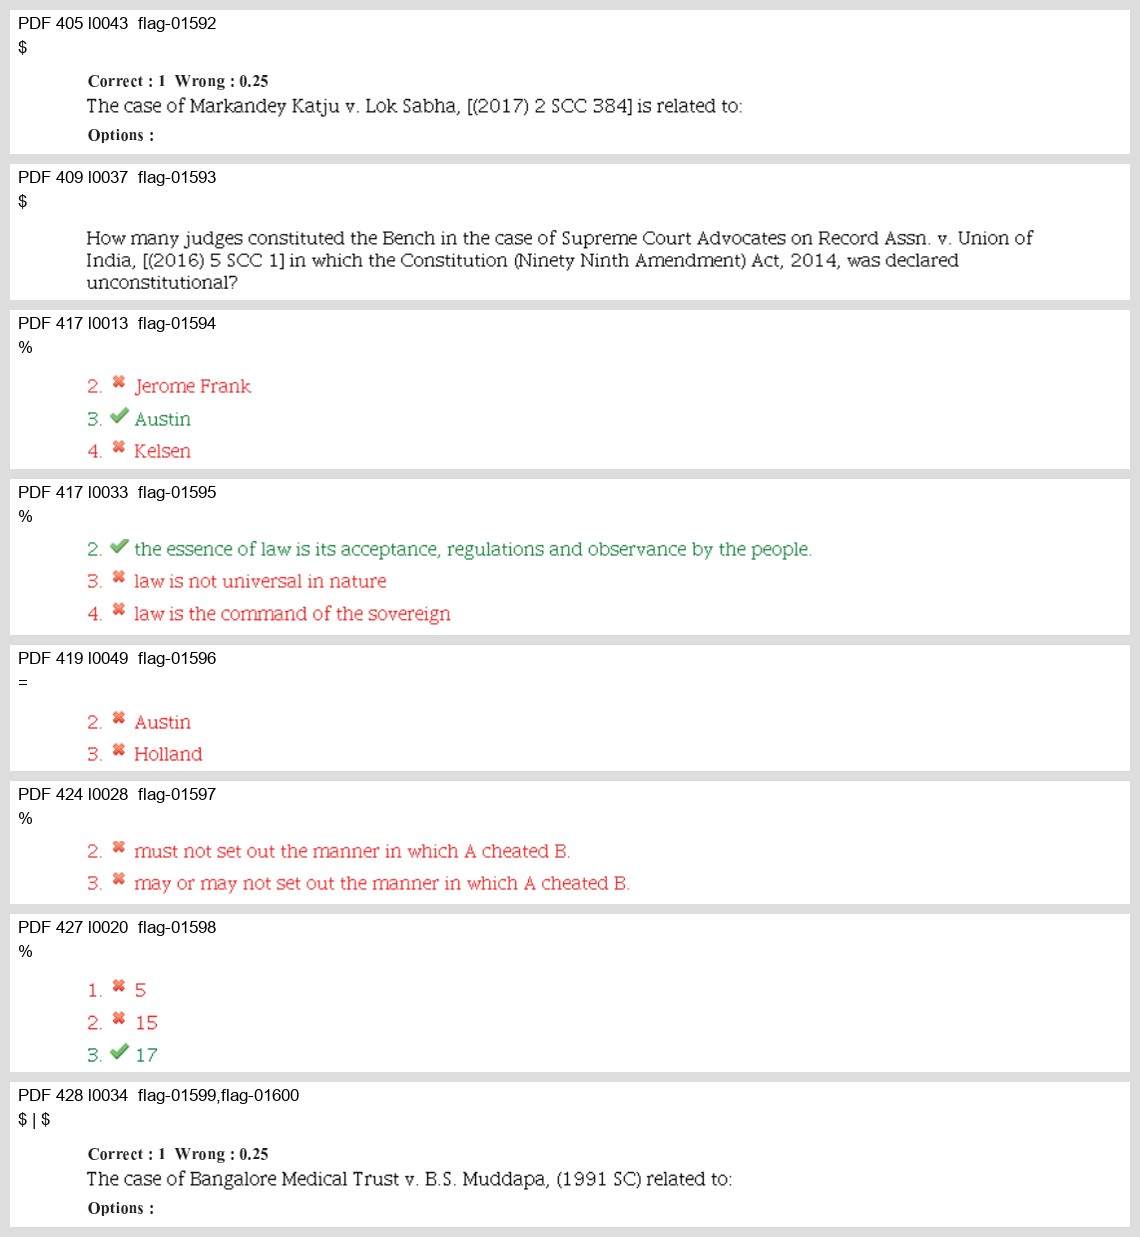 PDF 405 l0043 flag-01592
$
Correct : 1 Wrong : 0.25
The case of Markandey Katju v. Lok Sabha, [(2017) 2 SCC 384] is related to:
Options :
PDF 409 l0037 flag-01593
$
How many judges constituted the Bench in the case of Supreme Court Advocates on Record Assn. v. Union of
India, [(2016) 5 SCC 1] in which the Constitution (Ninety Ninth Amendment) Act, 2014, was declared
unconstitutional?
PDF 417 l0013 flag-01594
%
2. ✖ Jerome Frank
3. ✔ Austin
4. ✖ Kelsen
PDF 417 l0033 flag-01595
%
2. ✔ the essence of law is its acceptance, regulations and observance by the people.
3. ✖ law is not universal in nature
4. ✖ law is the command of the sovereign
PDF 419 l0049 flag-01596
=
2. ✖ Austin
3. ✖ Holland
PDF 424 l0028 flag-01597
%
2. ✖ must not set out the manner in which A cheated B.
3. ✖ may or may not set out the manner in which A cheated B.
PDF 427 l0020 flag-01598
%
1. ✖ 5
2. ✖ 15
3. ✔ 17
PDF 428 l0034 flag-01599,flag-01600
$ | $
Correct : 1 Wrong : 0.25
The case of Bangalore Medical Trust v. B.S. Muddapa, (1991 SC) related to:
Options :